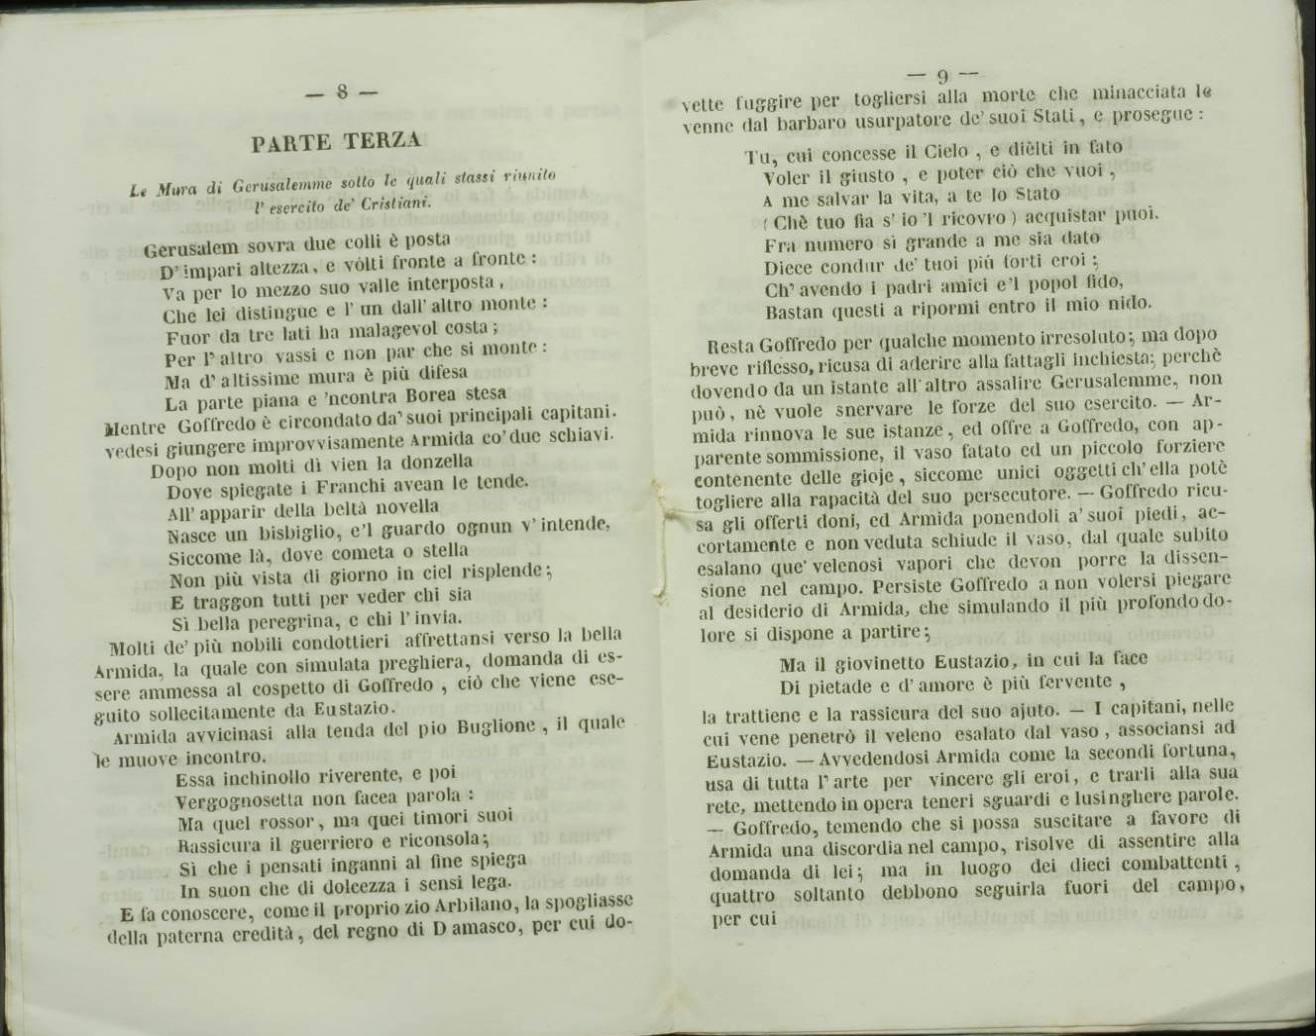 — 8 —
PARTE TERZA
Le Mura di Gerusalemme sotto le quali stassi riunito
l' esercito de' Cristiani.
Gerusalem sovra due colli è posta
D' impari altezza, e vòlti fronte a fronte :
Va per lo mezzo suo valle interposta,
Che lei distingue e l' un dall' altro monte :
Fuor da tre lati ha malagevol costa ;
Per l' altro vassi e non par che si monte :
Ma d' altissime mura è più difesa
La parte piana e 'ncontra Borea stesa
Mentre Goffredo è circondato da' suoi principali capitani.
vedesi giungere improvvisamente Armida co' due schiavi.
Dopo non molti dì vien la donzella
Dove spiegate i Franchi avean le tende.
All' apparir della beltà novella
Nasce un bisbiglio, e'l guardo ognun v' intende,
Siccome là, dove cometa o stella
Non più vista di giorno in ciel risplende ;
E traggon tutti per veder chi sia
Sì bella peregrina, e chi l' invia.
Molti de' più nobili condottieri affrettansi verso la bella
Armida, la quale con simulata preghiera, domanda di es-
sere ammessa al cospetto di Goffredo , ciò che viene ese-
guito sollecitamente da Eustazio.
Armida avvicinasi alla tenda del pio Buglione , il quale
le muove incontro.
Essa inchinollo riverente, e poi
Vergognosetta non facea parola :
Ma quel rossor, ma quei timori suoi
Rassicura il guerriero e riconsola ;
Sì che i pensati inganni al fine spiega
In suon che di dolcezza i sensi lega.
E fa conoscere, come il proprio zio Arbilano, la spogliasse
della paterna eredità, del regno di Damasco, per cui do-
— 9 —
vette fuggire per togliersi alla morte che minacciata le
venne dal barbaro usurpatore de' suoi Stati, e prosegue :
Tu, cui concesse il Cielo , e dièlti in fato
Voler il giusto , e poter ciò che vuoi ,
A me salvar la vita, a te lo Stato
( Chè tuo fia s' io 'l ricovro ) acquistar puoi.
Fra numero sì grande a me sia dato
Diece condur de' tuoi più forti eroi ;
Ch' avendo i padri amici e'l popol fido,
Bastan questi a ripormi entro il mio nido.
Resta Goffredo per qualche momento irresoluto ; ma dopo
breve riflesso, ricusa di aderire alla fattagli inchiesta ; perchè
dovendo da un istante all' altro assalire Gerusalemme, non
può, nè vuole snervare le forze del suo esercito. — Ar-
mida rinnova le sue istanze, ed offre a Goffredo, con ap-
parente sommissione, il vaso fatato ed un piccolo forziere
contenente delle gioje, siccome unici oggetti ch' ella potè
togliere alla rapacità del suo persecutore. — Goffredo ricu-
sa gli offerti doni, ed Armida ponendoli a' suoi piedi, ac-
cortamente e non veduta schiude il vaso, dal quale subito
esalano que' velenosi vapori che devon porre la dissen-
sione nel campo. Persiste Goffredo a non volersi piegare
al desiderio di Armida, che simulando il più profondo do-
lore si dispone a partire ;
Ma il giovinetto Eustazio, in cui la face
Di pietade e d' amore è più fervente ,
la trattiene e la rassicura del suo ajuto. — I capitani, nelle
cui vene penetrò il veleno esalato dal vaso, associansi ad
Eustazio. — Avvedendosi Armida come la secondi fortuna,
usa di tutta l' arte per vincere gli eroi, e trarli alla sua
rete, mettendo in opera teneri sguardi e lusinghere parole.
— Goffredo, temendo che si possa suscitare a favore di
Armida una discordia nel campo, risolve di assentire alla
domanda di lei ; ma in luogo dei dieci combattenti ,
quattro soltanto debbono seguirla fuori del campo,
per cui